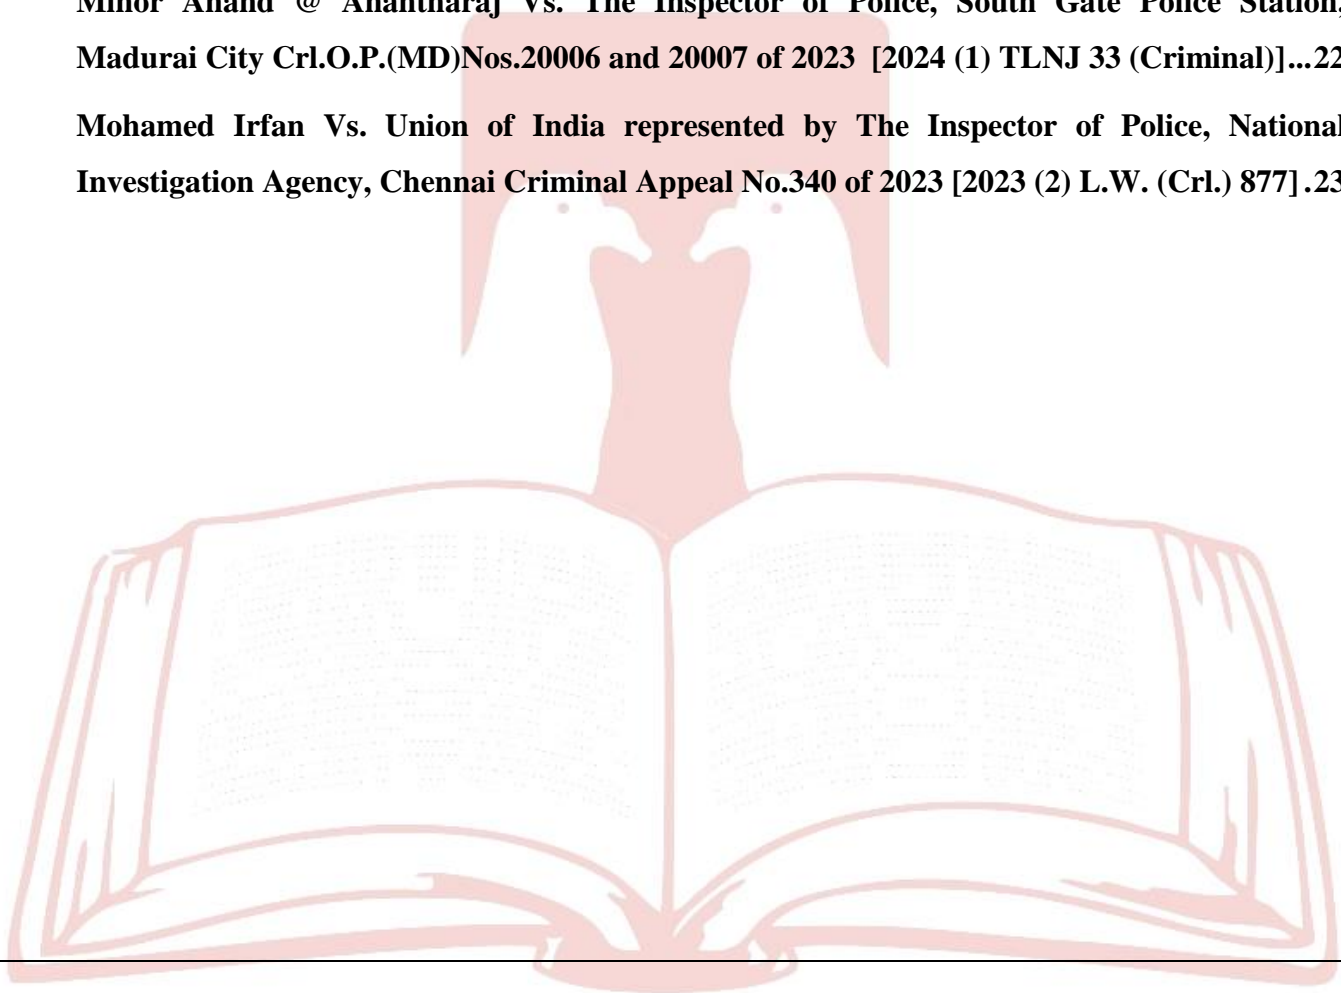 Minor Anand @ Anantharaj Vs. The Inspector of Police, South Gate Police Station,
Madurai City Crl.O.P.(MD)Nos.20006 and 20007 of 2023 [2024 (1) TLNJ 33 (Criminal)]...22
Mohamed Irfan Vs. Union of India represented by The Inspector of Police, National
Investigation Agency, Chennai Criminal Appeal No.340 of 2023 [2023 (2) L.W. (Crl.) 877].23